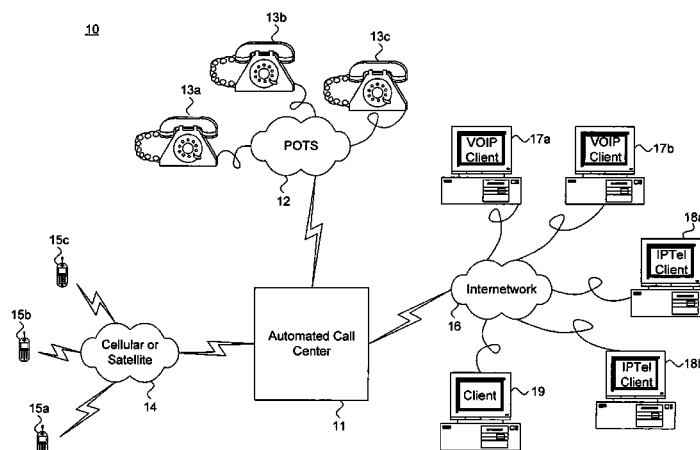 10
13b
13c
13a
POTS
12
17a
VOIP
Client
VOIP
Client
17b
18a
IPTel
Client
15c
15b
15a
Cellular or
Satellite
14
Automated Call
Center
11
Internetwork
16
Client
19
IPTel
Client